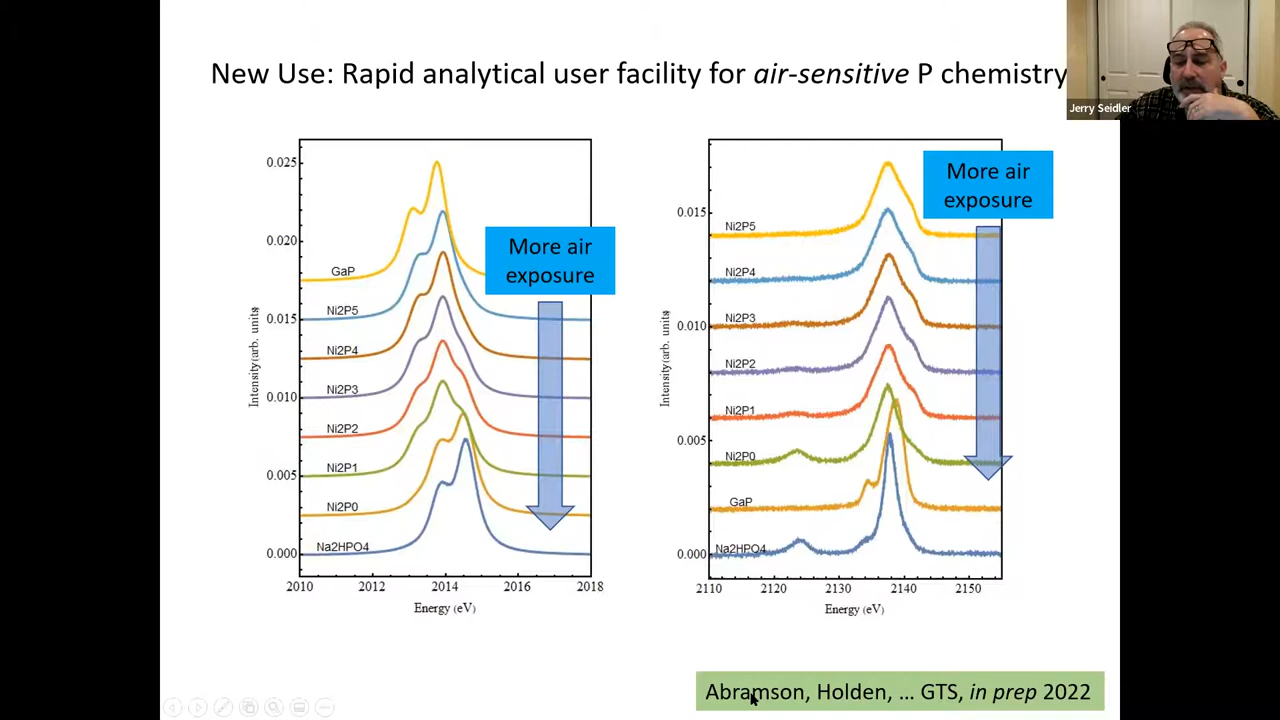 New Use: Rapid analytical user facility for air-sensitive P chemistry
Jerry Seidler
0.025
0.020
0.015
0.010
0.005
0.000
Intensity(arb. units)
GaP
Ni2P5
Ni2P4
Ni2P3
Ni2P2
Ni2P1
Ni2P0
Na2HPO4
More air
exposure
2010 2012 2014 2016 2018
Energy (eV)
0.015
0.010
0.005
0.000
Intensity(arb. units)
Ni2P5
Ni2P4
Ni2P3
Ni2P2
Ni2P1
Ni2P0
GaP
Na2HPO4
More air
exposure
2110 2120 2130 2140 2150
Energy (eV)
Abramson, Holden, … GTS, in prep 2022